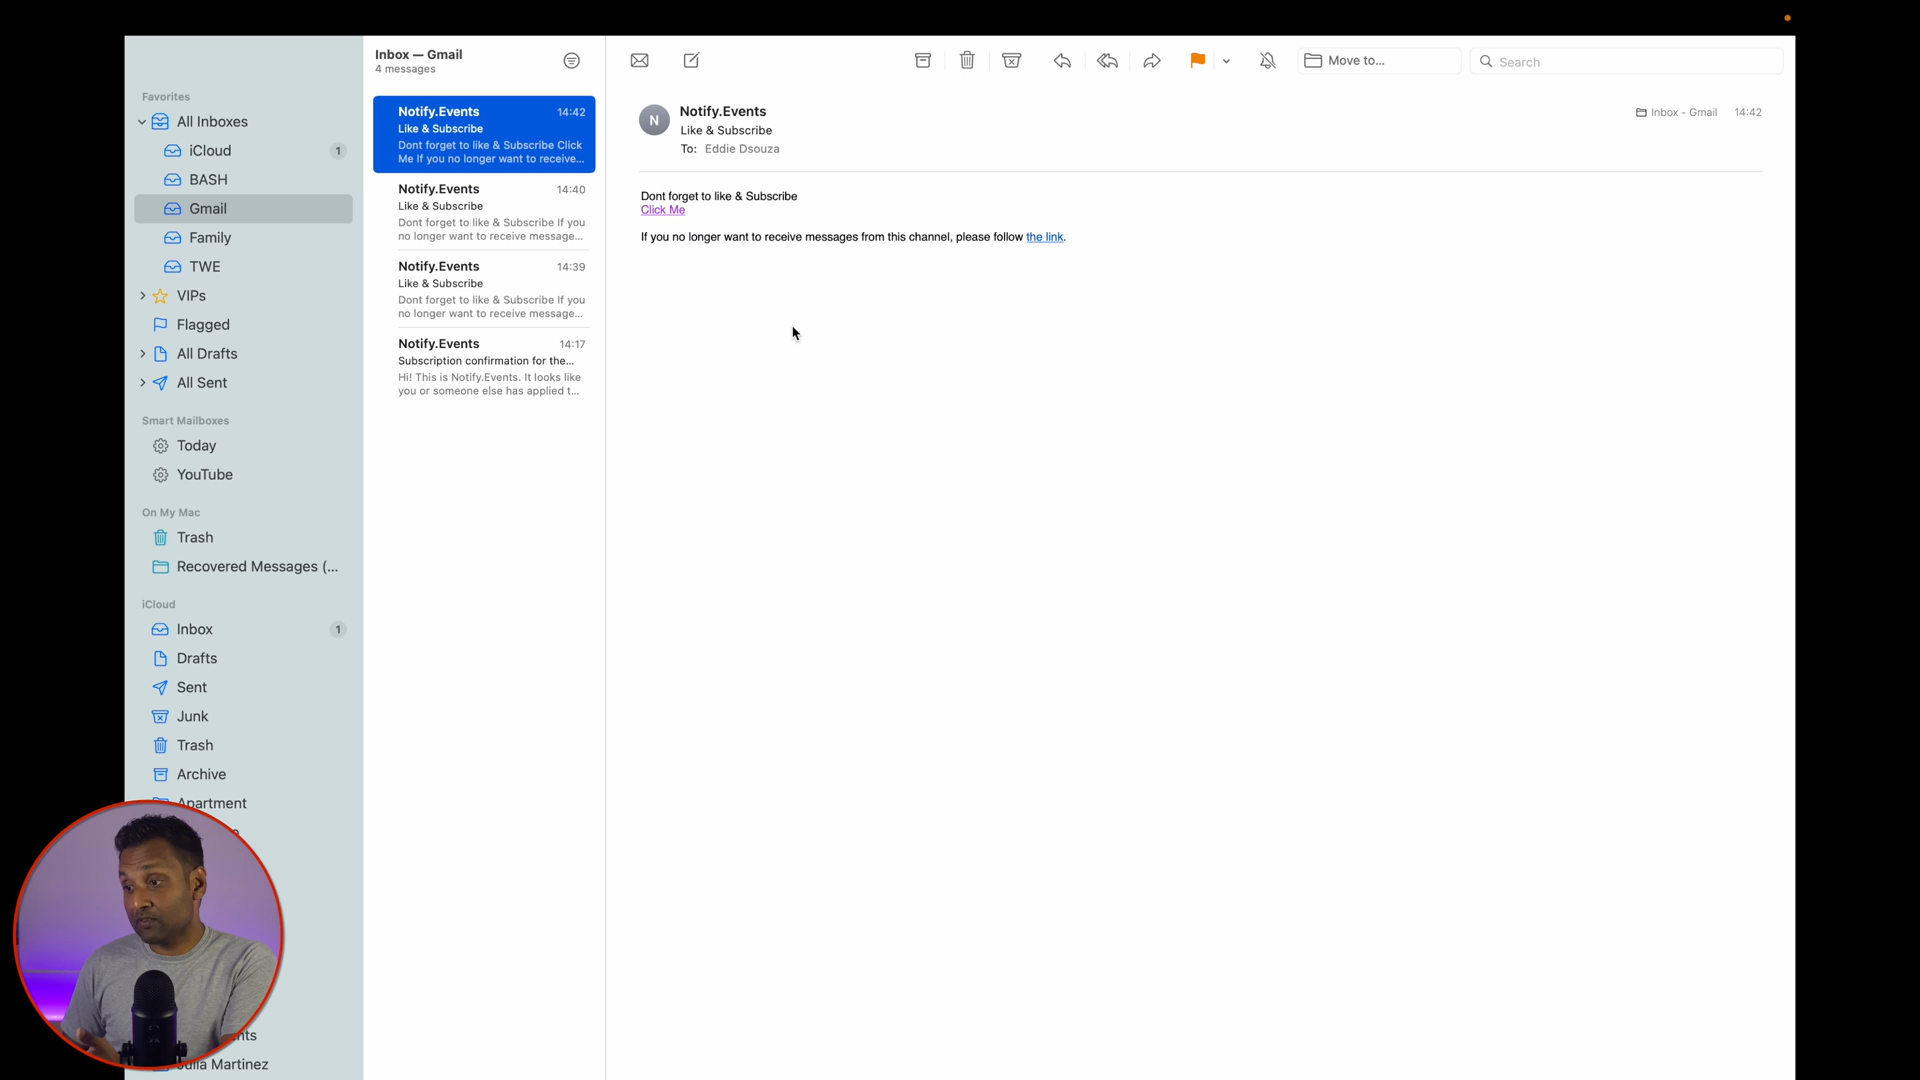 Favorites
All Inboxes
iCloud 1
BASH
Gmail
Family
TWE
VIPs
Flagged
All Drafts
All Sent
Smart Mailboxes
Today
YouTube
On My Mac
Trash
Recovered Messages (...
iCloud
Inbox 1
Drafts
Sent
Junk
Trash
Archive
Apartment
Martinez
Inbox — Gmail
4 messages
Notify.Events 14:42
Like & Subscribe
Dont forget to like & Subscribe Click
Me If you no longer want to receive...
Notify.Events 14:40
Like & Subscribe
Dont forget to like & Subscribe If you
no longer want to receive message...
Notify.Events 14:39
Like & Subscribe
Dont forget to like & Subscribe If you
no longer want to receive message...
Notify.Events 14:17
Subscription confirmation for the...
Hi! This is Notify.Events. It looks like
you or someone else has applied t...
Move to...
Search
N
Notify.Events
Inbox - Gmail 14:42
Like & Subscribe
To: Eddie Dsouza
Dont forget to like & Subscribe
Click Me
If you no longer want to receive messages from this channel, please follow the link.